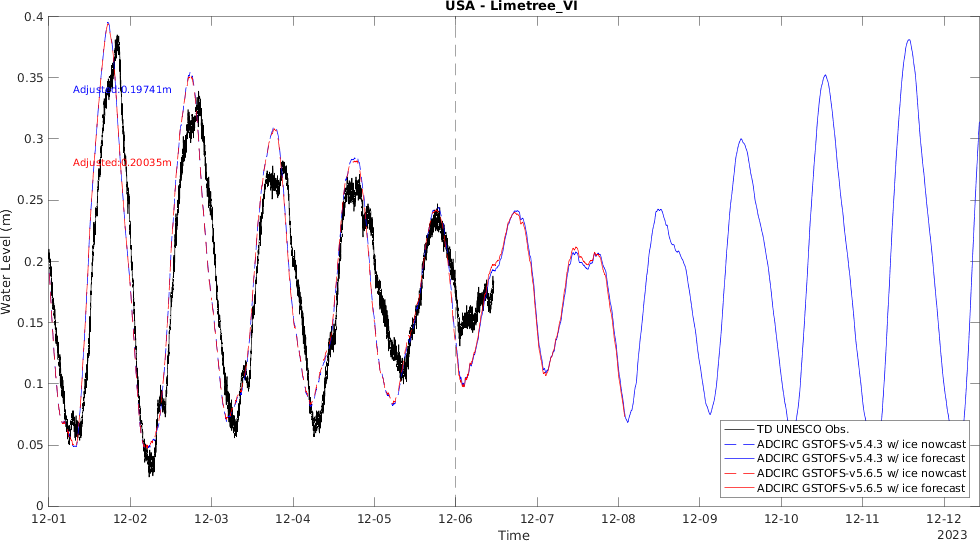 USA - Limetree_VI
0.4
0.35
0.3
0.25
0.2
0.15
0.1
0.05
0
Water Level (m)
Adjusted:0.19741m
Adjusted:0.20035m
TD UNESCO Obs.
ADCIRC GSTOFS-v5.4.3 w/ ice nowcast
ADCIRC GSTOFS-v5.4.3 w/ ice forecast
ADCIRC GSTOFS-v5.6.5 w/ ice nowcast
ADCIRC GSTOFS-v5.6.5 w/ ice forecast
12-01 12-02 12-03 12-04 12-05 12-06 12-07 12-08 12-09 12-10 12-11 12-12
Time
2023